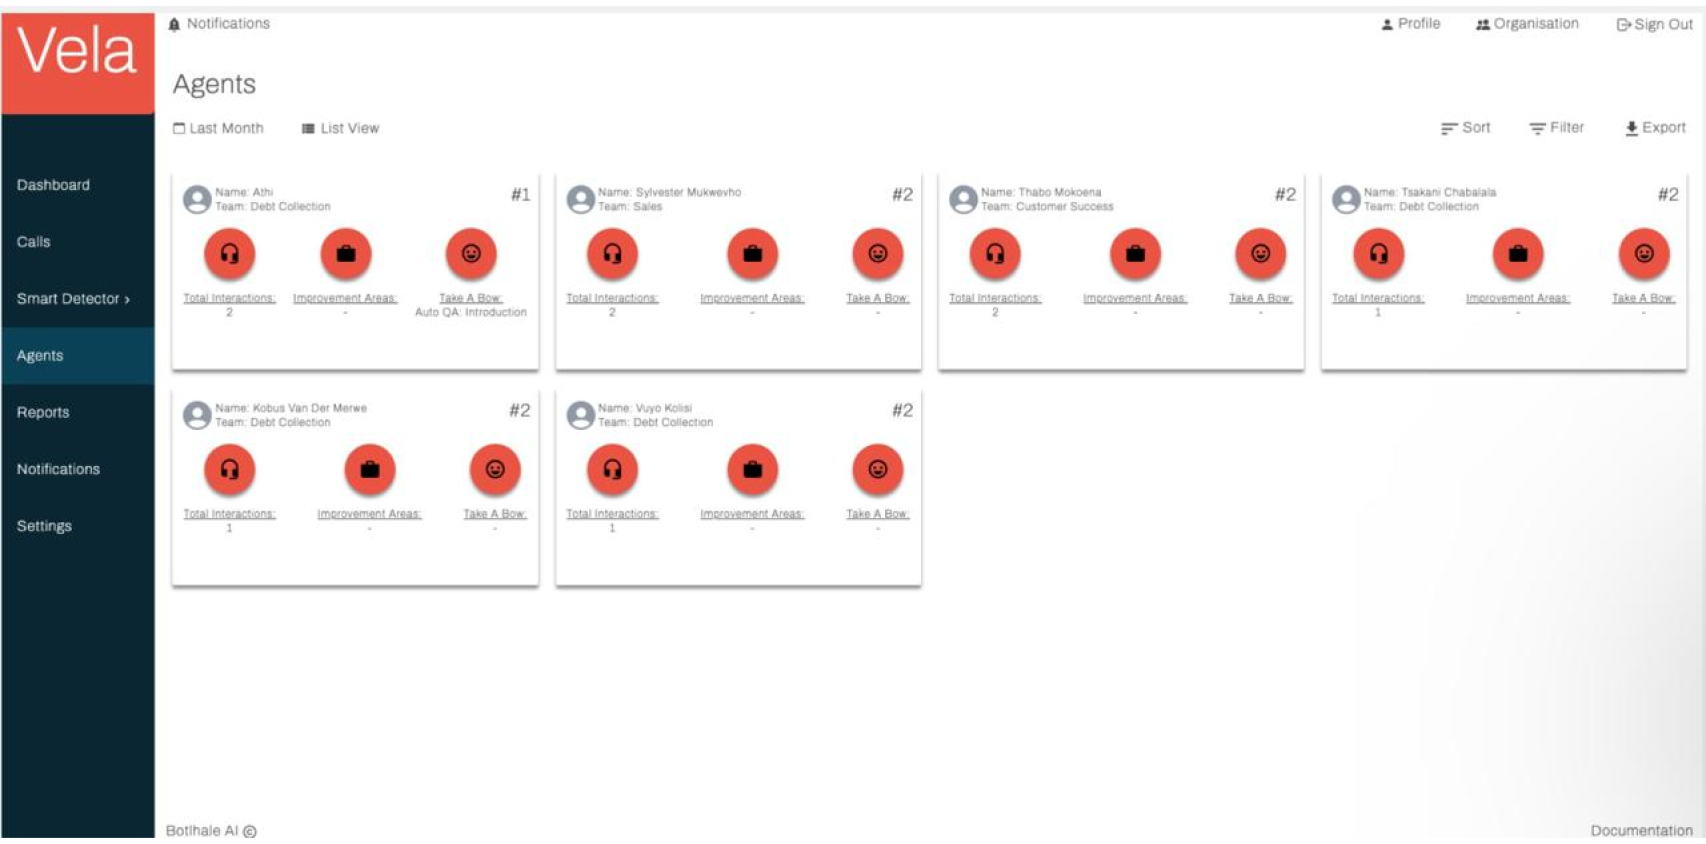 Vela
Notifications
Profile
Organisation
Sign Out
Agents
Last Month
List View
Sort
Filter
Export
Dashboard
Calls
Smart Detector ›
Agents
Reports
Notifications
Settings
Name: Athi
Team: Debt Collection
#1
Total Interactions:
2
Improvement Areas:
-
Take A Bow:
Auto QA: Introduction
Name: Sylvester Mukwevho
Team: Sales
#2
Total Interactions:
2
Improvement Areas:
-
Take A Bow:
-
Name: Thabo Mokoena
Team: Customer Success
#2
Total Interactions:
2
Improvement Areas:
-
Take A Bow:
-
Name: Tsakani Chabalala
Team: Debt Collection
#2
Total Interactions:
1
Improvement Areas:
-
Take A Bow:
-
Name: Kobus Van Der Merwe
Team: Debt Collection
#2
Total Interactions:
1
Improvement Areas:
-
Take A Bow:
-
Name: Vuyo Kolisi
Team: Debt Collection
#2
Total Interactions:
1
Improvement Areas:
-
Take A Bow:
-
Botlhale AI ©
Documentation